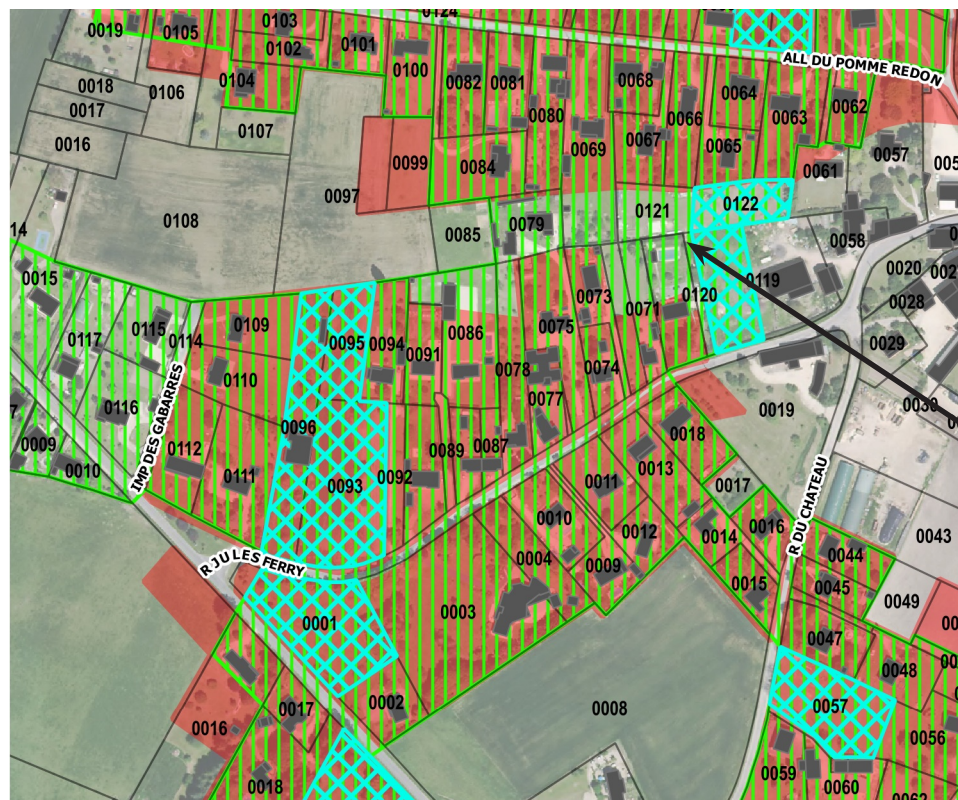 0124
0019 0105 0103
0102 0101
ALL DU POMME REDON
0018 0106 0104 0100 0082 0081 0068 0064
0017 0107 0080 0066 0063 0062
0016 0099 0084 0069 0067 0065 0061 0057
0108 0097 0085 0079 0121 0122 0058
14
0015 0117 0115 0114 0109 0095 0094 0091 0086 0075 0073 0071 0120 0119 0020
0028
0029
0116 0110 0096 0078 0074 0077 0019
0009 0010 0112 0111 0093 0092 0089 0087 0011 0013 0018 0017
IMP DES GABARRES
R JULES FERRY
R DU CHATEAU
0010 0012 0014 0016 0043
0004 0009 0015 0044
0045 0049
0001 0003 0047 0048
0002 0008 0057 0056
0016 0017 0018
0059 0060